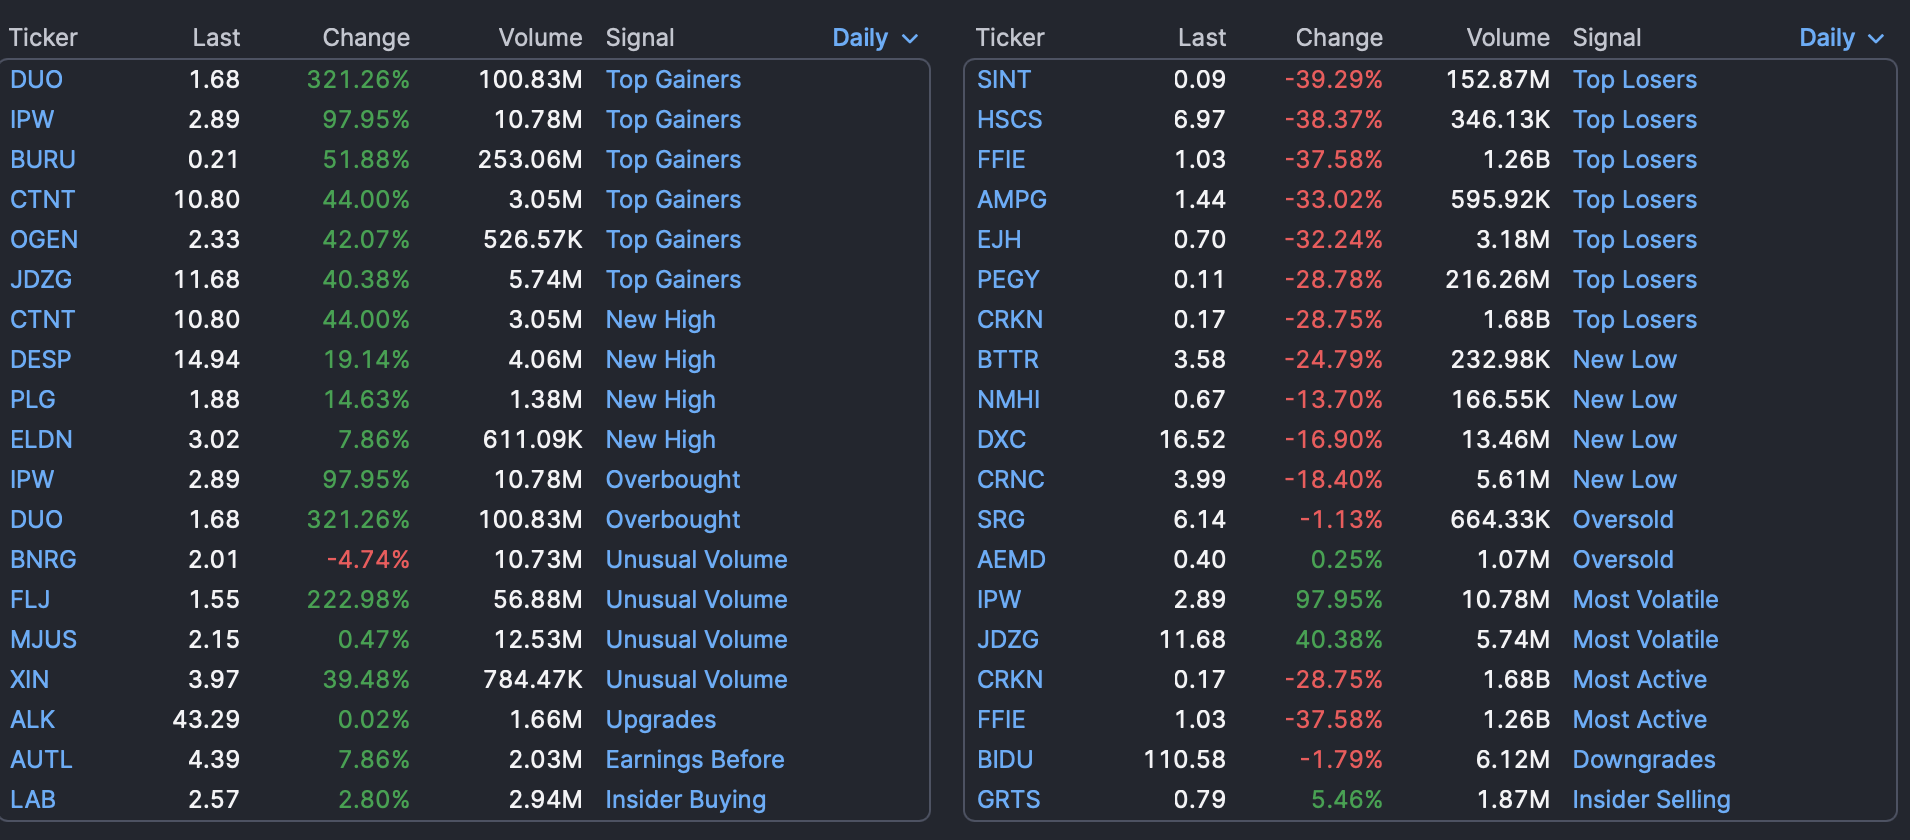 Ticker Last Change Volume Signal Daily
DUO 1.68 321.26% 100.83M Top Gainers
IPW 2.89 97.95% 10.78M Top Gainers
BURU 0.21 51.88% 253.06M Top Gainers
CTNT 10.80 44.00% 3.05M Top Gainers
OGEN 2.33 42.07% 526.57K Top Gainers
JDZG 11.68 40.38% 5.74M Top Gainers
CTNT 10.80 44.00% 3.05M New High
DESP 14.94 19.14% 4.06M New High
PLG 1.88 14.63% 1.38M New High
ELDN 3.02 7.86% 611.09K New High
IPW 2.89 97.95% 10.78M Overbought
DUO 1.68 321.26% 100.83M Overbought
BNRG 2.01 -4.74% 10.73M Unusual Volume
FLJ 1.55 222.98% 56.88M Unusual Volume
MJUS 2.15 0.47% 12.53M Unusual Volume
XIN 3.97 39.48% 784.47K Unusual Volume
ALK 43.29 0.02% 1.66M Upgrades
AUTL 4.39 7.86% 2.03M Earnings Before
LAB 2.57 2.80% 2.94M Insider Buying
Ticker Last Change Volume Signal Daily
SINT 0.09 -39.29% 152.87M Top Losers
HSCS 6.97 -38.37% 346.13K Top Losers
FFIE 1.03 -37.58% 1.26B Top Losers
AMPG 1.44 -33.02% 595.92K Top Losers
EJH 0.70 -32.24% 3.18M Top Losers
PEGY 0.11 -28.78% 216.26M Top Losers
CRKN 0.17 -28.75% 1.68B Top Losers
BTTR 3.58 -24.79% 232.98K New Low
NMHI 0.67 -13.70% 166.55K New Low
DXC 16.52 -16.90% 13.46M New Low
CRNC 3.99 -18.40% 5.61M New Low
SRG 6.14 -1.13% 664.33K Oversold
AEMD 0.40 0.25% 1.07M Oversold
IPW 2.89 97.95% 10.78M Most Volatile
JDZG 11.68 40.38% 5.74M Most Volatile
CRKN 0.17 -28.75% 1.68B Most Active
FFIE 1.03 -37.58% 1.26B Most Active
BIDU 110.58 -1.79% 6.12M Downgrades
GRTS 0.79 5.46% 1.87M Insider Selling